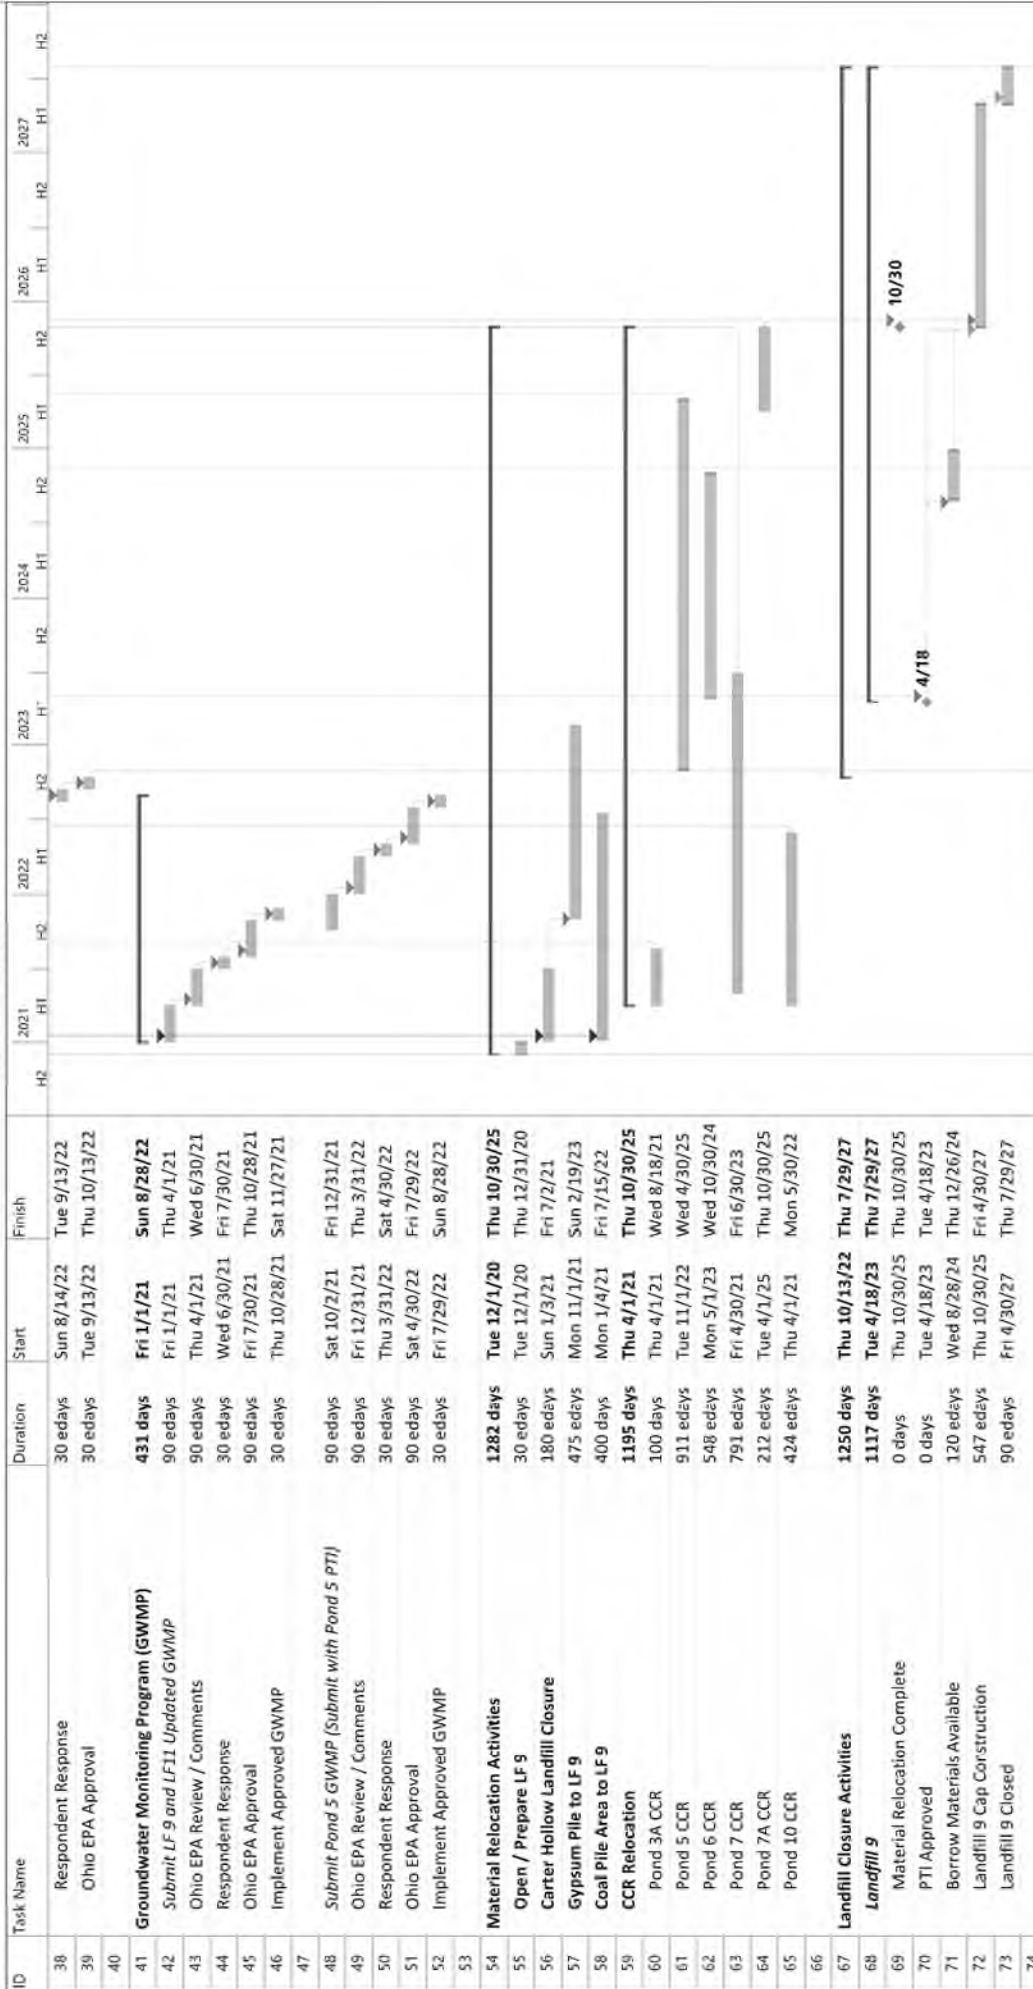 ID Task Name Duration Start Finish H2 2021 H1 H2 2022 H1 H2 2023 H1 H2 2024 H1 H2 2025 H1 H2 2026 H1 H2 2027 H1 H2
38 Respondent Response 30 edays Sun 8/14/22 Tue 9/13/22
39 Ohio EPA Approval 30 edays Tue 9/13/22 Thu 10/13/22
40
41 Groundwater Monitoring Program (GWMP) 431 days Fri 1/1/21 Sun 8/28/22
42 Submit LF 9 and LF11 Updated GWMP 90 edays Fri 1/1/21 Thu 4/1/21
43 Ohio EPA Review / Comments 90 edays Thu 4/1/21 Wed 6/30/21
44 Respondent Response 30 edays Wed 6/30/21 Fri 7/30/21
45 Ohio EPA Approval 90 edays Fri 7/30/21 Thu 10/28/21
46 Implement Approved GWMP 30 edays Thu 10/28/21 Sat 11/27/21
47
48 Submit Pond 5 GWMP (Submit with Pond 5 PTI) 90 edays Sat 10/2/21 Fri 12/31/21
49 Ohio EPA Review / Comments 90 edays Fri 12/31/21 Thu 3/31/22
50 Respondent Response 30 edays Thu 3/31/22 Sat 4/30/22
51 Ohio EPA Approval 90 edays Sat 4/30/22 Fri 7/29/22
52 Implement Approved GWMP 30 edays Fri 7/29/22 Sun 8/28/22
53
54 Material Relocation Activities 1282 days Tue 12/1/20 Thu 10/30/25
55 Open / Prepare LF 9 30 edays Tue 12/1/20 Thu 12/31/20
56 Carter Hollow Landfill Closure 180 edays Sun 1/3/21 Fri 7/2/21
57 Gypsum Pile to LF 9 475 edays Mon 11/1/21 Sun 2/19/23
58 Coal Pile Area to LF 9 400 days Mon 1/4/21 Fri 7/15/22
59 CCR Relocation 1195 days Thu 4/1/21 Thu 10/30/25
60 Pond 3A CCR 100 days Thu 4/1/21 Wed 8/18/21
61 Pond 5 CCR 911 edays Tue 11/1/22 Wed 4/30/25
62 Pond 6 CCR 548 edays Mon 5/1/23 Wed 10/30/24
63 Pond 7 CCR 791 edays Fri 4/30/21 Fri 6/30/23
64 Pond 7A CCR 212 edays Tue 4/1/25 Thu 10/30/25
65 Pond 10 CCR 424 edays Thu 4/1/21 Mon 5/30/22
66
67 Landfill Closure Activities 1250 days Thu 10/13/22 Thu 7/29/27
68 Landfill 9 1117 days Tue 4/18/23 Thu 7/29/27
69 Material Relocation Complete 0 days Thu 10/30/25 Thu 10/30/25 10/30
70 PTI Approved 0 days Tue 4/18/23 Tue 4/18/23 4/18
71 Borrow Materials Available 120 edays Wed 8/28/24 Thu 12/26/24
72 Landfill 9 Cap Construction 547 edays Thu 10/30/25 Fri 4/30/27
73 Landfill 9 Closed 90 edays Fri 4/30/27 Thu 7/29/27
74